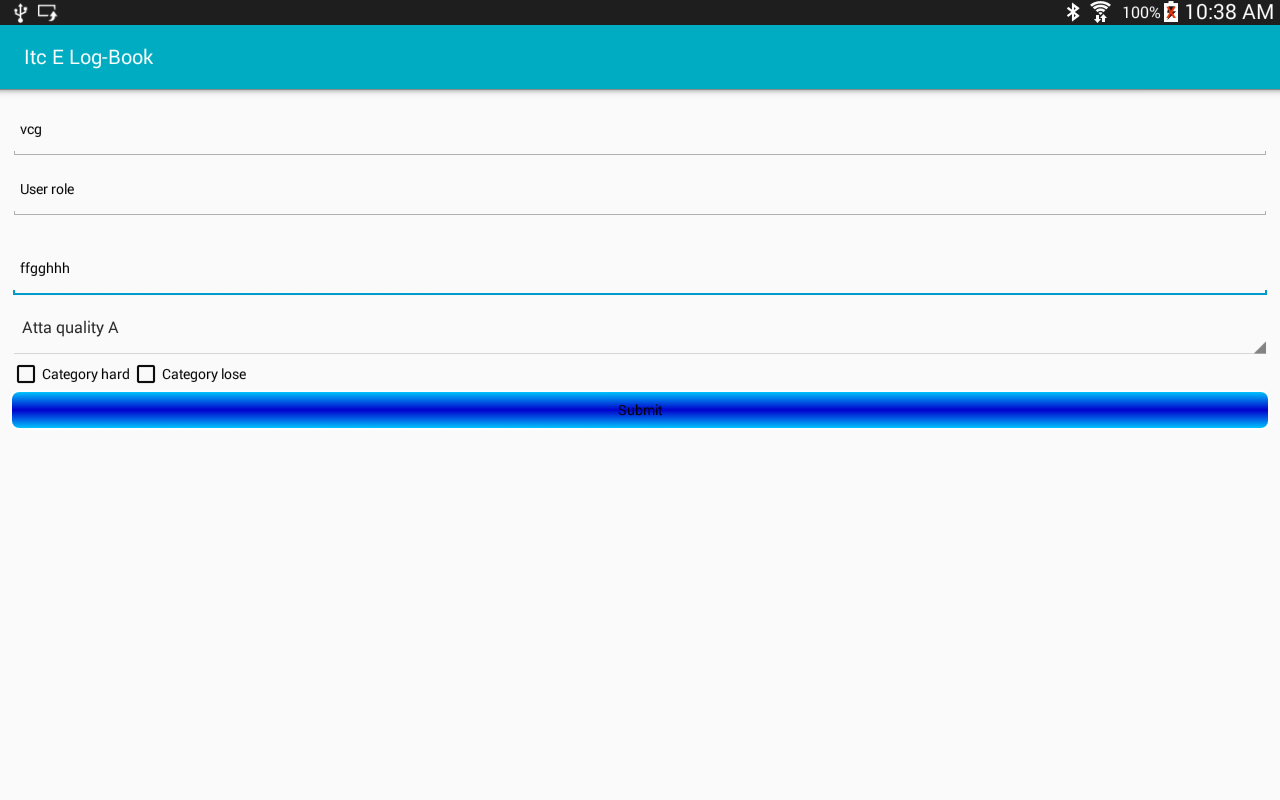 100% 10:38 AM
Itc E Log-Book
vcg
User role
ffgghhh
Atta quality A
Category hard Category lose
Submit